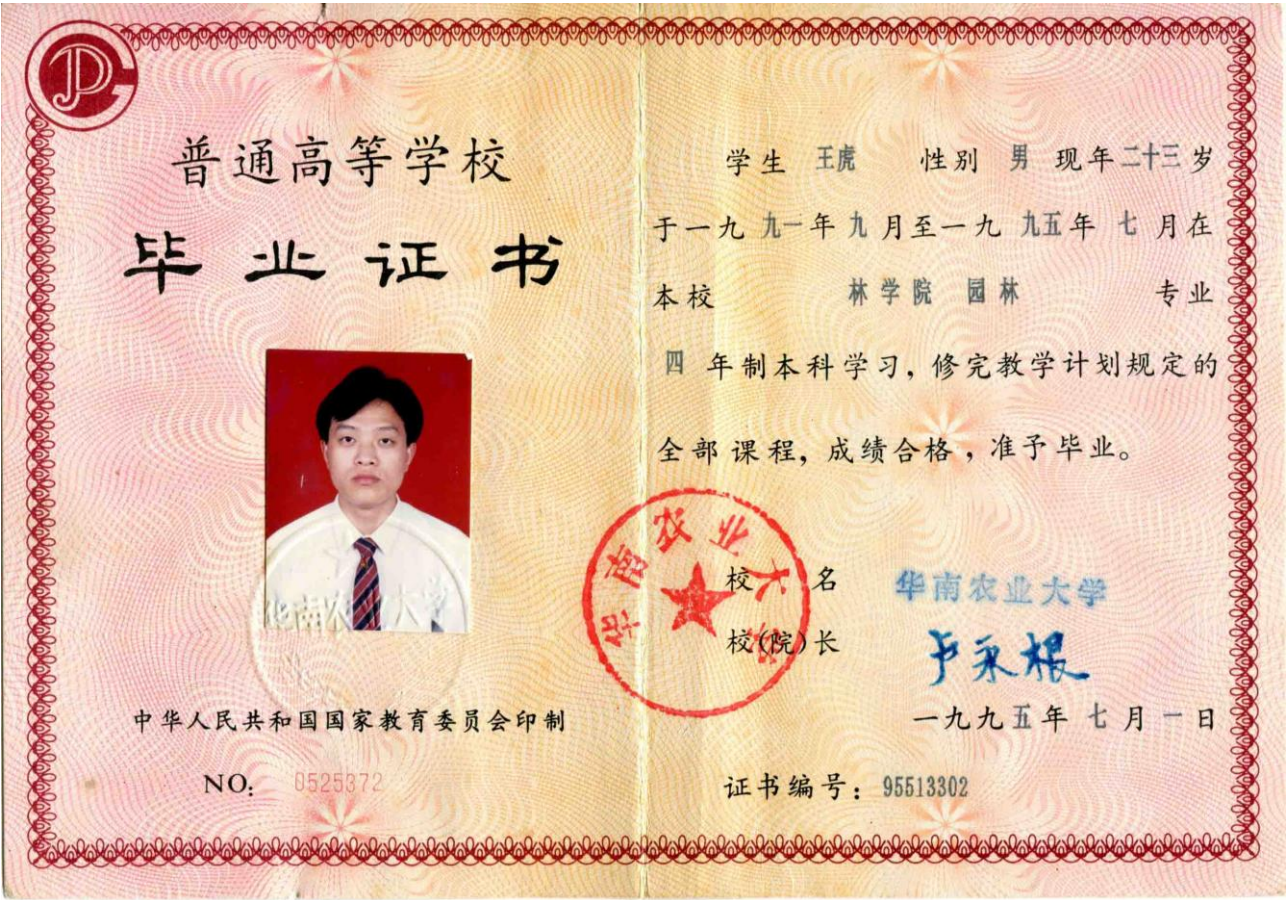 普通高等学校
毕业证书
华南农业大学
中华人民共和国国家教育委员会印制
NO: 0525372
学生 王虎 性别 男 现年二十三岁
于一九九一年九月至一九九五年七月在
本校 林学院 园林 专业
四年制本科学习，修完教学计划规定的
全部课程，成绩合格，准予毕业。
华南农业大学
校名 华南农业大学
校(院)长 卢永根
一九九五年七月一日
证书编号：95513302